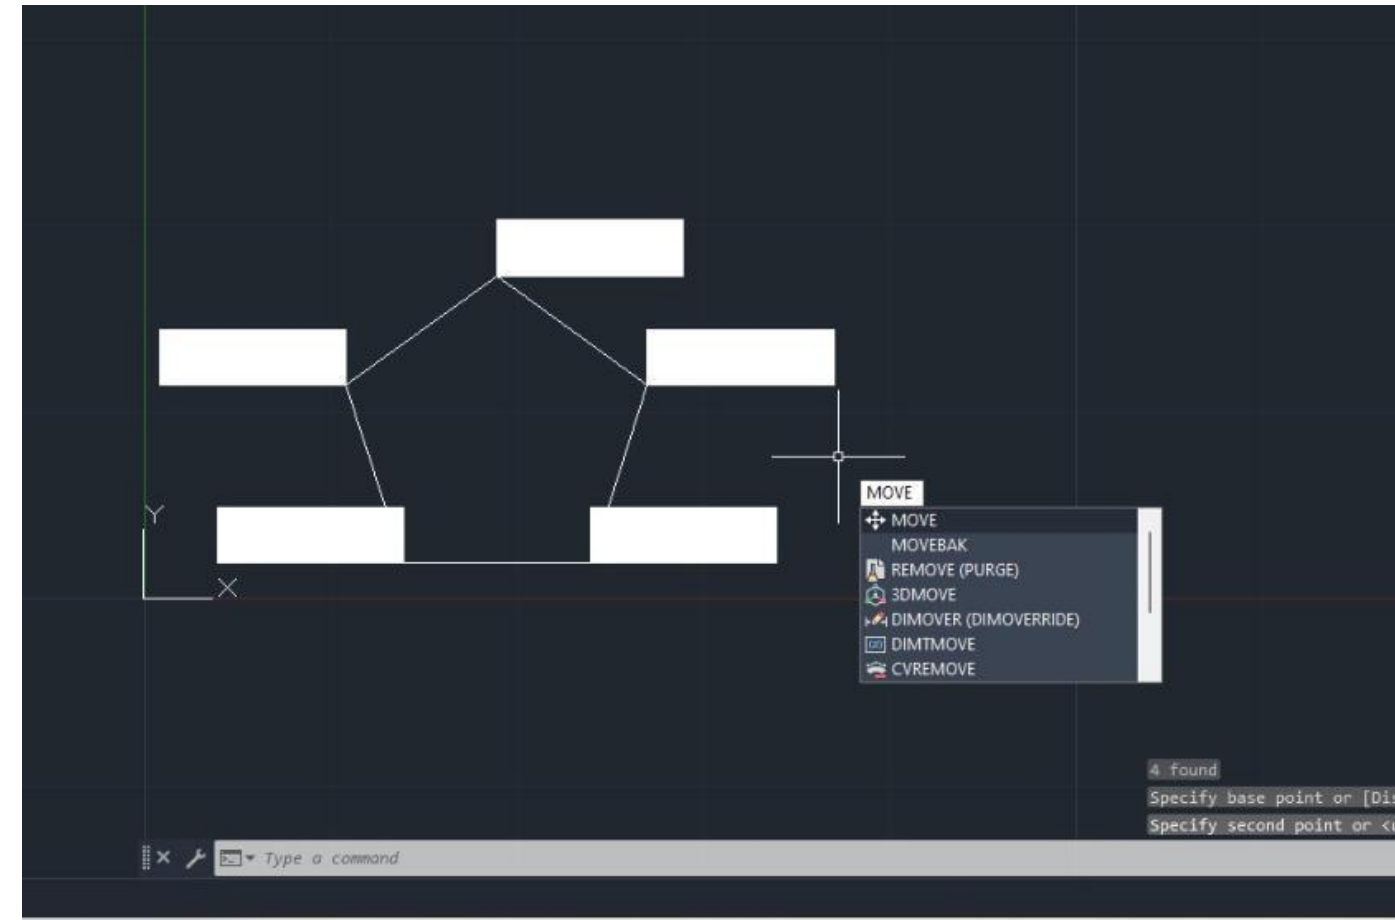 Y
X
MOVE
MOVE
MOVEBAK
REMOVE (PURGE)
3DMOVE
DIMOVER (DIMOVERRIDE)
DIMTMOVE
CVREMOVE
4 found
Specify base point or [Dis
Specify second point or <u
Type a command